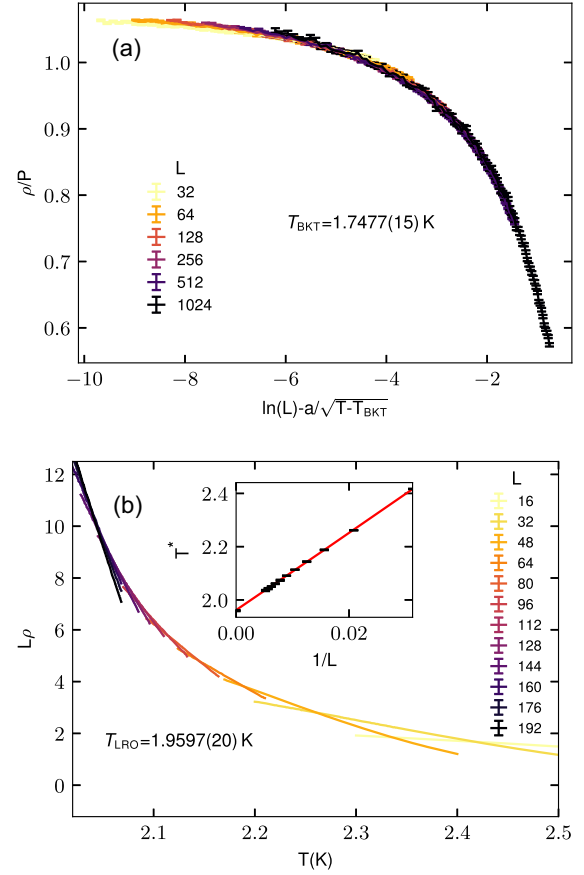 (a)
ρ/P
1.0
0.9
0.8
0.7
0.6
L
32
64
128
256
512
1024
T_BKT=1.7477(15) K
−10 −8 −6 −4 −2
ln(L)-a/√T-T_BKT
(b)
Lρ
12
10
8
6
4
2
0
T*
2.4
2.2
2.0
0.00 0.02
1/L
L
16
32
48
64
80
96
112
128
144
160
176
192
T_LRO=1.9597(20) K
2.1 2.2 2.3 2.4 2.5
T(K)